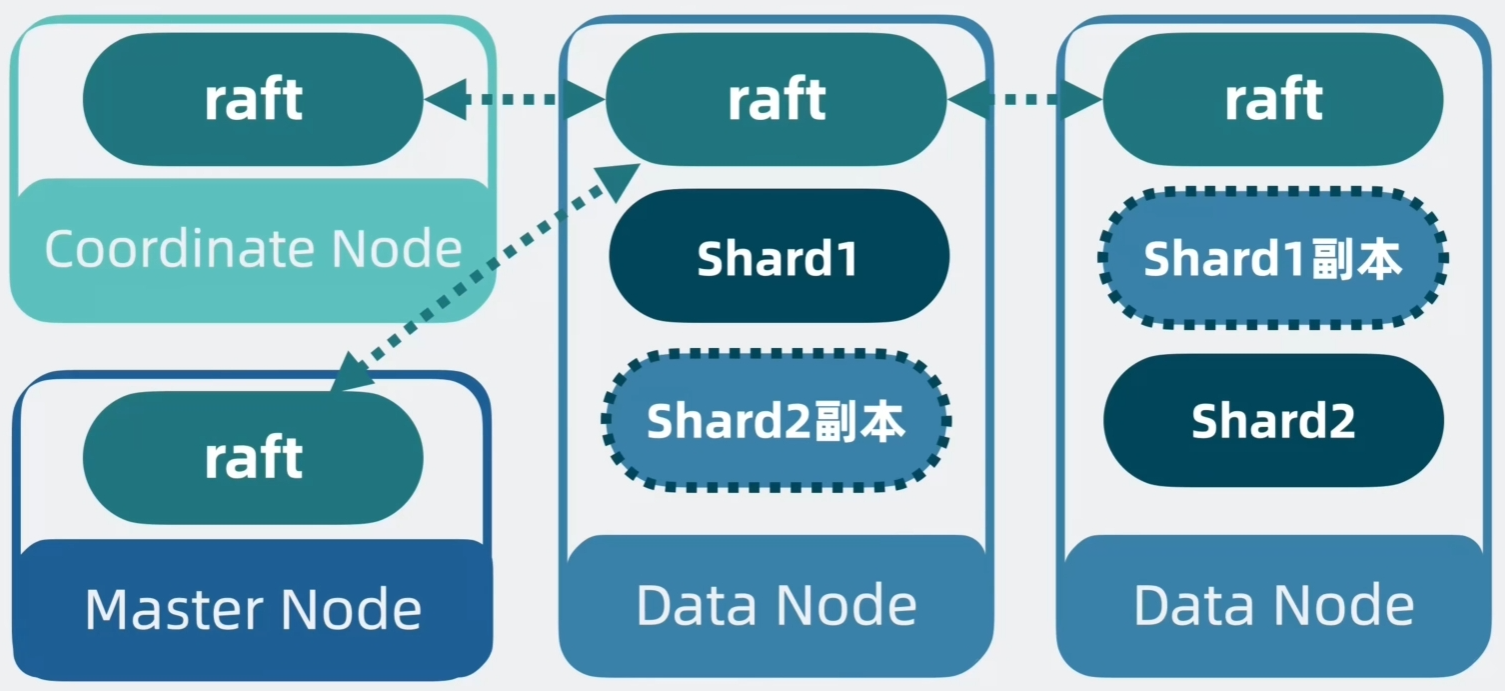 raft
Coordinate Node
raft
Master Node
raft
Shard1
Shard2副本
Data Node
raft
Shard1副本
Shard2
Data Node